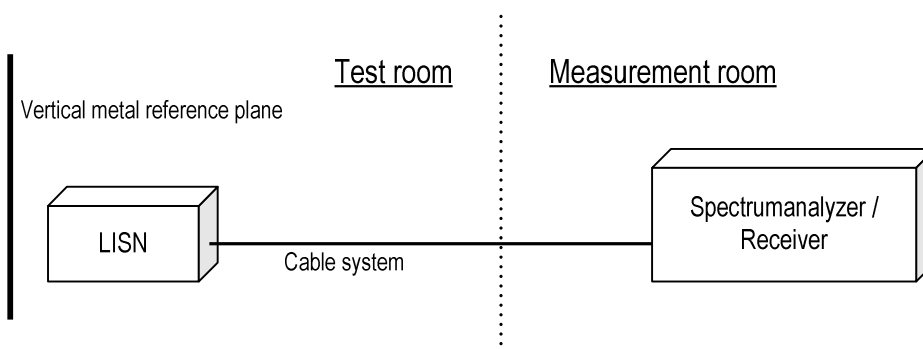 Test room
Measurement room
Vertical metal reference plane
LISN
Cable system
Spectrumanalyzer /
Receiver